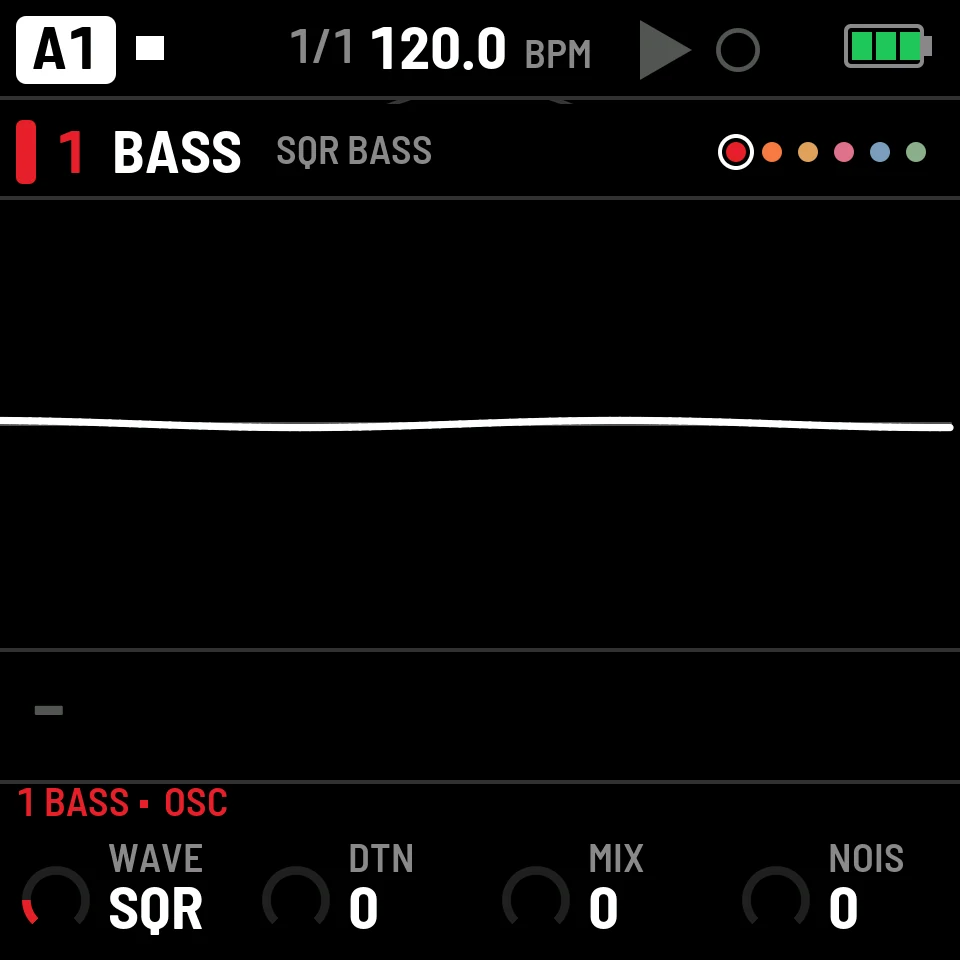 A1 1/1 120.0 BPM
1 BASS SQR BASS
-
1 BASS ▪ OSC
WAVE DTN MIX NOIS
SQR 0 0 0